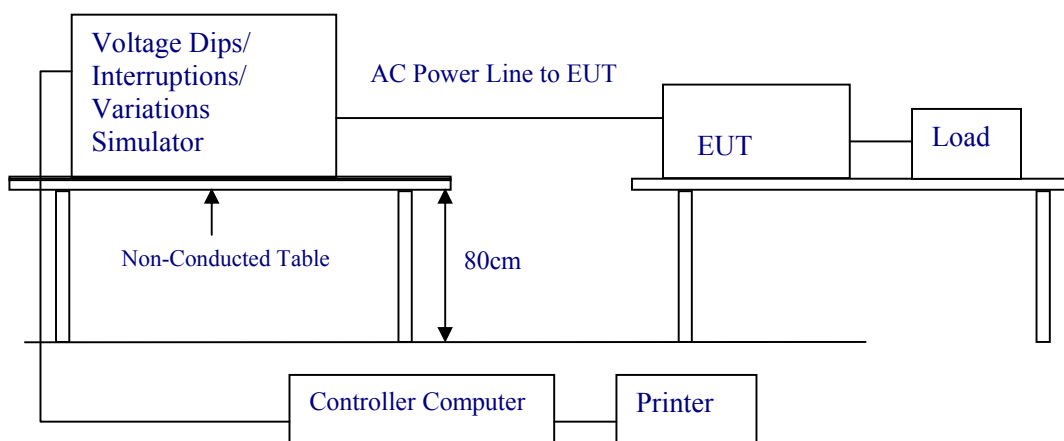 Voltage Dips/
Interruptions/
Variations
Simulator
AC Power Line to EUT
EUT
Load
Non-Conducted Table
80cm
Controller Computer
Printer